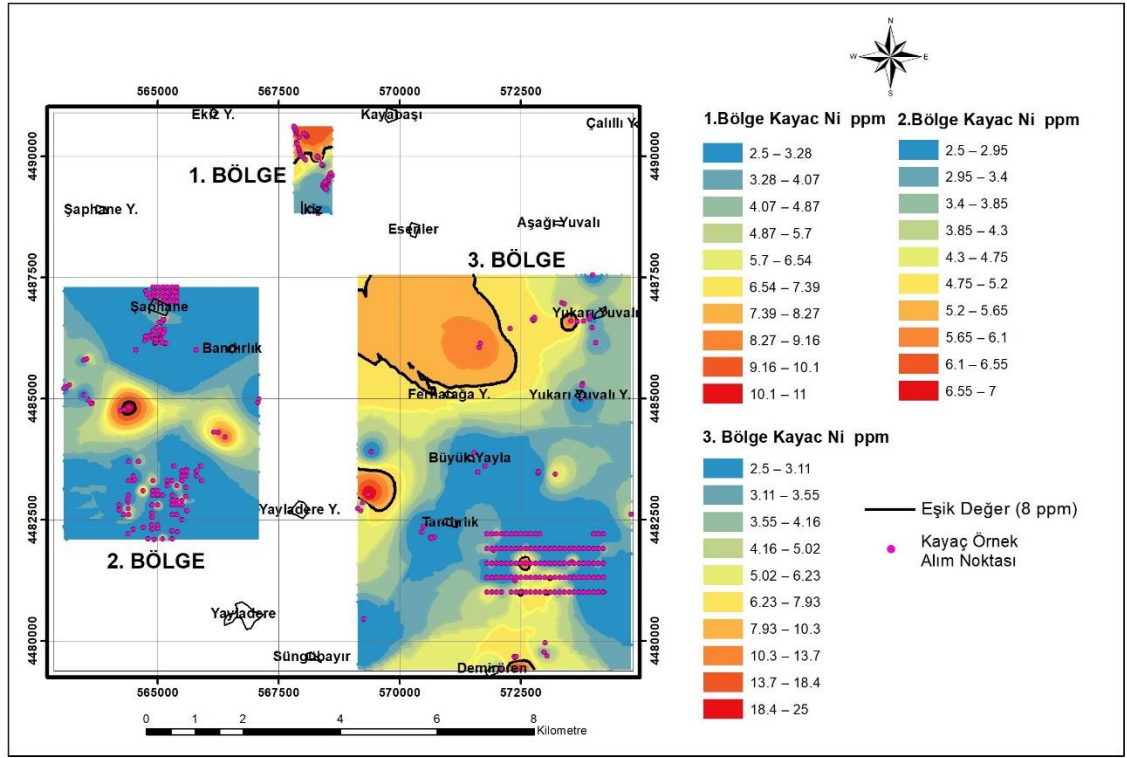 N
W
E
S
565000
567500
570000
572500
Ekiz Y.
Kayabaşı
Çalıllı Y.
4490000
4490000
1. BÖLGE
İkiz
Şaphane Y.
Esenler
Aşağı Yuvalı
3. BÖLGE
4487500
4487500
Şaphane
Yukarı Yuvalı
Bandırlık
4485000
4485000
Ferhatağa Y.
Yukarı Yuvalı Y.
Büyük Yayla
4482500
4482500
Yayladere Y.
Tandırlık
2. BÖLGE
Yayladere
4480000
4480000
Süngübayır
Demirören
565000
567500
570000
572500
0
1
2
4
6
8
Kilometre
1.Bölge Kayac Ni ppm
2.5 – 3.28
3.28 – 4.07
4.07 – 4.87
4.87 – 5.7
5.7 – 6.54
6.54 – 7.39
7.39 – 8.27
8.27 – 9.16
9.16 – 10.1
10.1 – 11
2.Bölge Kayac Ni ppm
2.5 – 2.95
2.95 – 3.4
3.4 – 3.85
3.85 – 4.3
4.3 – 4.75
4.75 – 5.2
5.2 – 5.65
5.65 – 6.1
6.1 – 6.55
6.55 – 7
3. Bölge Kayac Ni ppm
2.5 – 3.11
3.11 – 3.55
3.55 – 4.16
4.16 – 5.02
5.02 – 6.23
6.23 – 7.93
7.93 – 10.3
10.3 – 13.7
13.7 – 18.4
18.4 – 25
Eşik Değer (8 ppm)
Kayaç Örnek
Alım Noktası